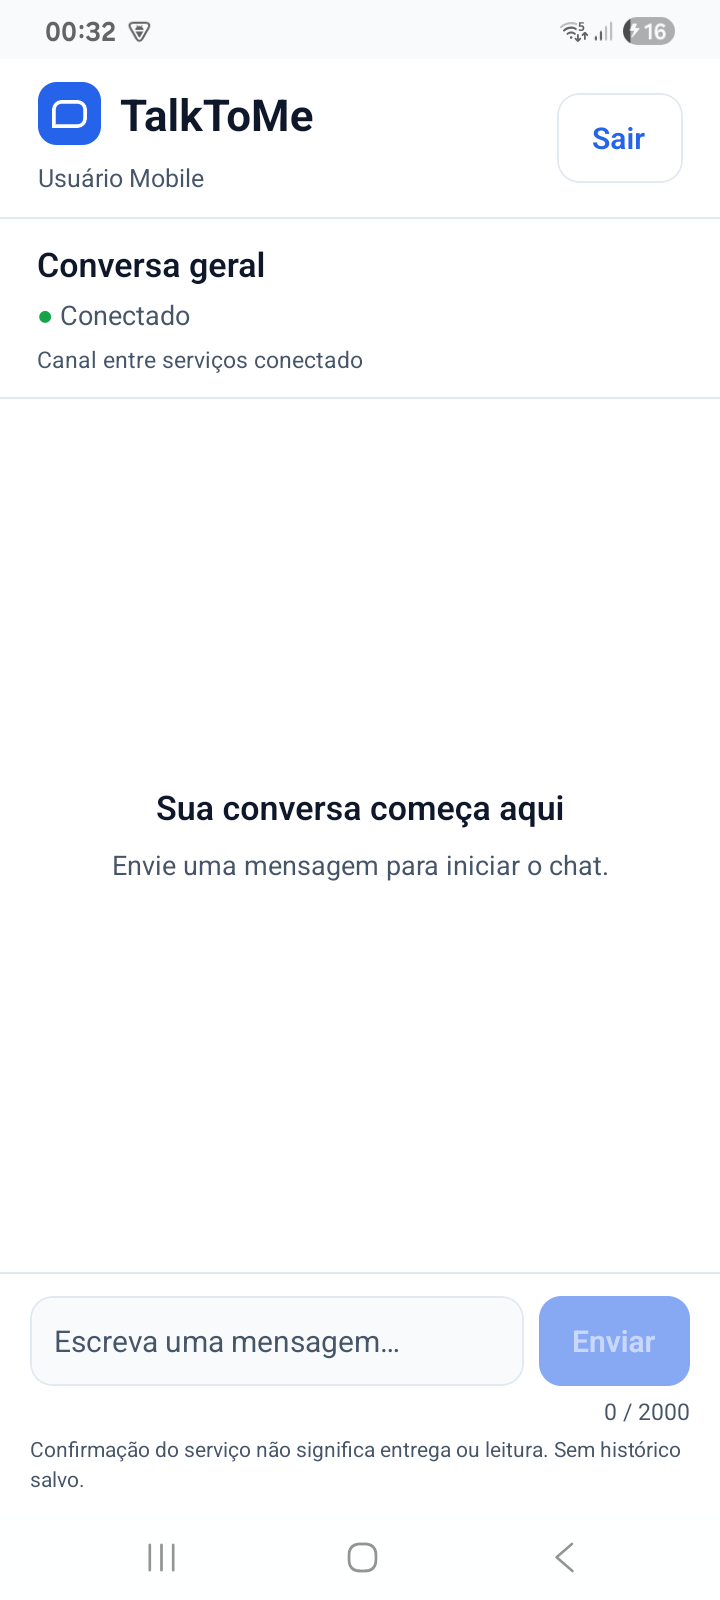 00:32
5
16
TalkToMe
Sair
Usuário Mobile
Conversa geral
Conectado
Canal entre serviços conectado
Sua conversa começa aqui
Envie uma mensagem para iniciar o chat.
Escreva uma mensagem...
Enviar
0 / 2000
Confirmação do serviço não significa entrega ou leitura. Sem histórico
salvo.